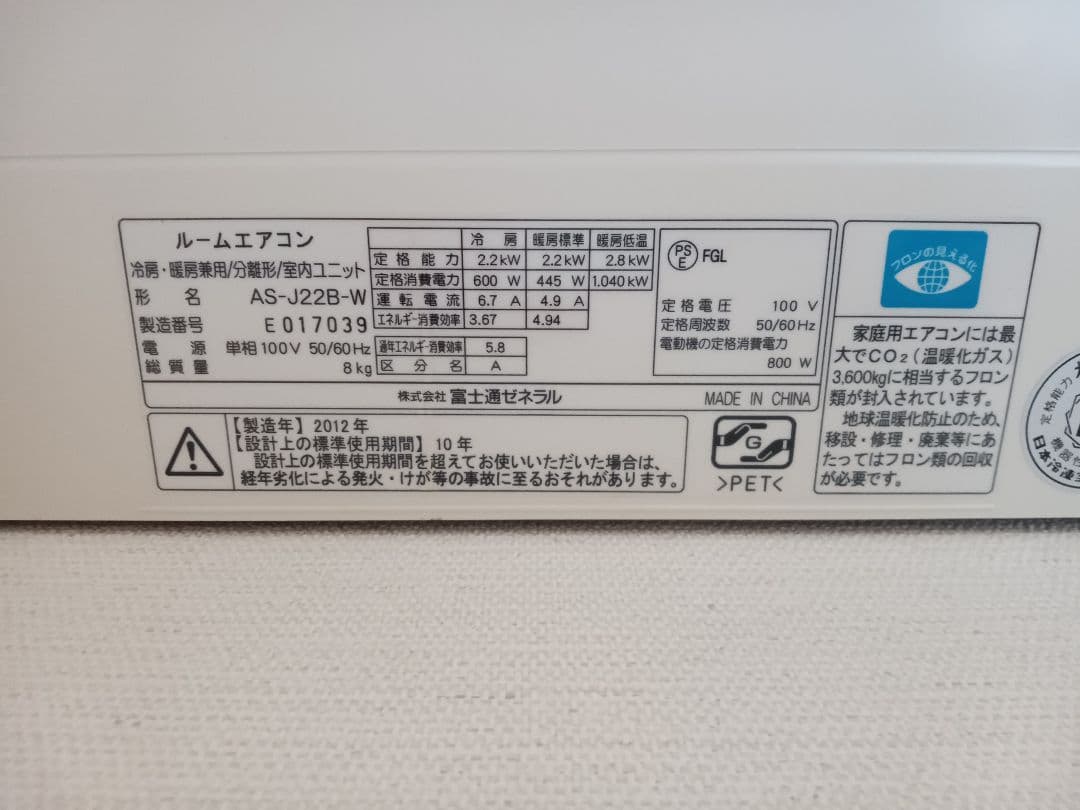 ルームエアコン
冷房・暖房兼用/分離形/室内ユニット
形名 AS-J22B-W
製造番号 E017039
電源 単相100V 50/60Hz
総質量 8kg
冷房 暖房標準 暖房低温
定格能力 2.2kW 2.2kW 2.8kW
定格消費電力 600 W 445 W 1,040kW
運転電流 6.7 A 4.9 A
エネルギー消費効率 3.67 4.94
通年エネルギー消費効率 5.8
区分名 A
PSE FGL
定格電圧 100 V
定格周波数 50/60Hz
電動機の定格消費電力
800 W
株式会社 富士通ゼネラル MADE IN CHINA
【製造年】2012年
【設計上の標準使用期間】10年
設計上の標準使用期間を超えてお使いいただいた場合は、
経年劣化による発火・けが等の事故に至るおそれがあります。
G
>PET<
フロンの見える化
家庭用エアコンには最
大でCO₂(温暖化ガス)
3,600kgに相当するフロン
類が封入されています。
地球温暖化防止のため、
移設・修理・廃棄等にあ
たってはフロン類の回収
が必要です。
定格能力
機器性
日本冷凍